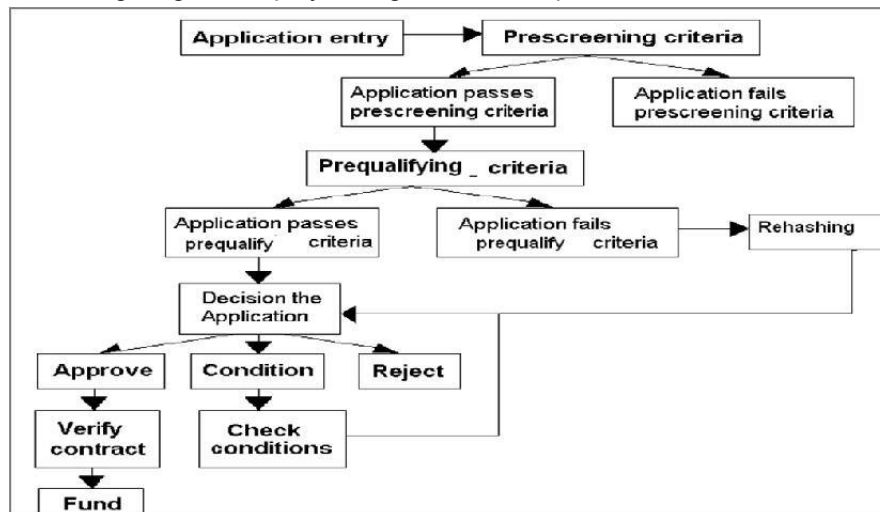 Application entry
Prescreening criteria
Application passes
prescreening criteria
Application fails
prescreening criteria
Prequalifying _ criteria
Application passes
prequalify criteria
Application fails
prequalify criteria
Rehashing
Decision the
Application
Approve
Condition
Reject
Verify
contract
Check
conditions
Fund